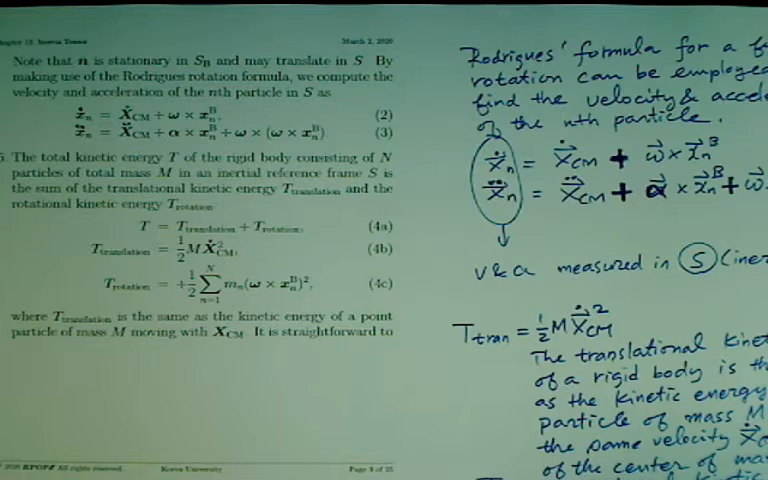 Chapter 12. Inertia Tensor
March 2, 2020
Note that n is stationary in S_B and may translate in S By
making use of the Rodrigues rotation formula, we compute the
velocity and acceleration of the nth particle in S as
ẋ_n = Ẋ_CM + ω × x_n^B, (2)
ẍ_n = Ẍ_CM + α × x_n^B + ω × (ω × x_n^B) (3)
The total kinetic energy T of the rigid body consisting of N
particles of total mass M in an inertial reference frame S is
the sum of the translational kinetic energy T_translation and the
rotational kinetic energy T_rotation.
T = T_translation + T_rotation, (4a)
T_translation = 1/2 M Ẋ²_CM, (4b)
T_rotation = +1/2 ∑_{n=1}^{N} m_n(ω × x_n^B)², (4c)
where T_translation is the same as the kinetic energy of a point
particle of mass M moving with X_CM. It is straightforward to
KPOPE All rights reserved.
Korea University
Page 3 of 25
Rodrigues' formula for a
rotation can be employed
find the velocity &
of the nth particle.
ẋ_n = Ẋ_CM + ω × x_n^B
ẍ_n = Ẍ_CM + α × x_n^B + ω
v & a measured in S (iner
T_tran = 1/2 M Ẋ_CM²
The translational kinet
of a rigid body is th
as the kinetic energy
particle of mass M
the same velocity
of the center of mas